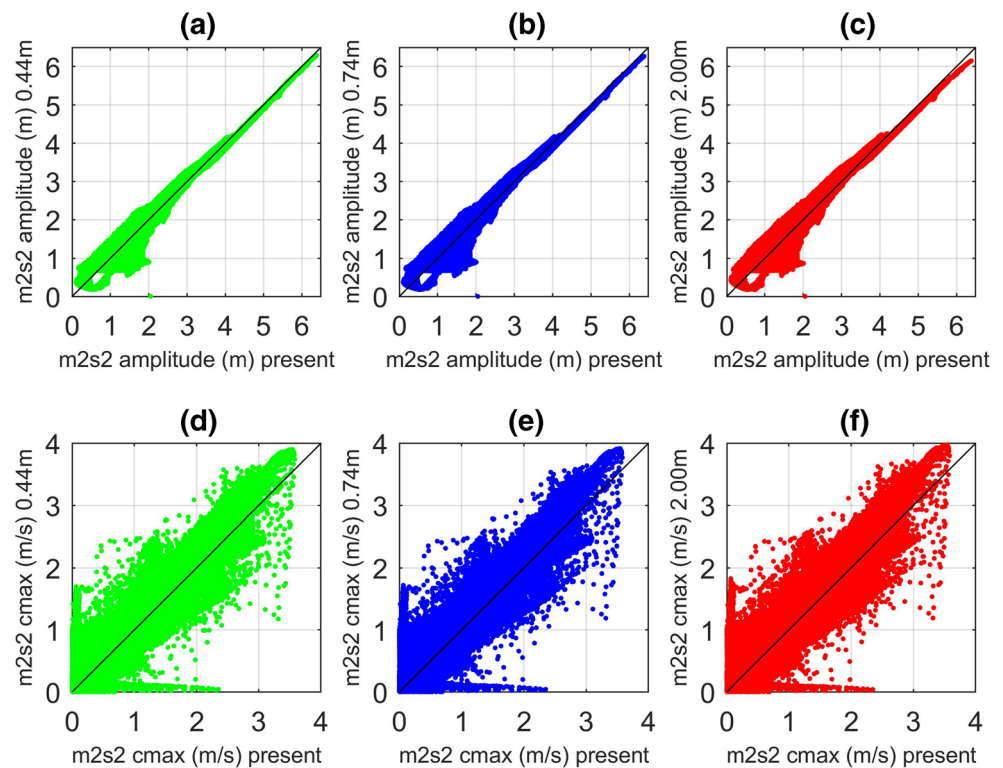 (a)
m2s2 amplitude (m) 0.44m
6
5
4
3
2
1
0
0 1 2 3 4 5 6
m2s2 amplitude (m) present
(b)
m2s2 amplitude (m) 0.74m
6
5
4
3
2
1
0
0 1 2 3 4 5 6
m2s2 amplitude (m) present
(c)
m2s2 amplitude (m) 2.00m
6
5
4
3
2
1
0
0 1 2 3 4 5 6
m2s2 amplitude (m) present
(d)
m2s2 cmax (m/s) 0.44m
4
3
2
1
0
0 1 2 3 4
m2s2 cmax (m/s) present
(e)
m2s2 cmax (m/s) 0.74m
4
3
2
1
0
0 1 2 3 4
m2s2 cmax (m/s) present
(f)
m2s2 cmax (m/s) 2.00m
4
3
2
1
0
0 1 2 3 4
m2s2 cmax (m/s) present